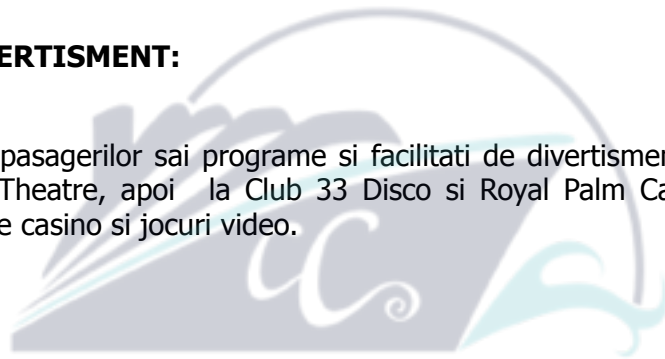 ERTISMENT:
pasagerilor sai programe si facilitati de divertismen
Theatre, apoi la Club 33 Disco si Royal Palm Ca
e casino si jocuri video.